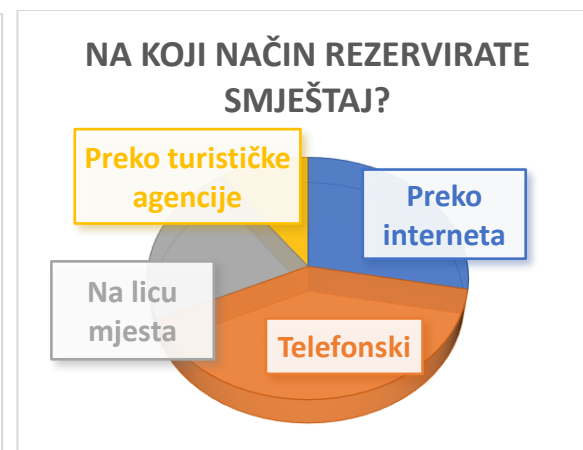 NA KOJI NAČIN REZERVIRATE
SMJEŠTAJ?
Preko turističke
agencije
Preko
interneta
Na licu
mjesta
Telefonski